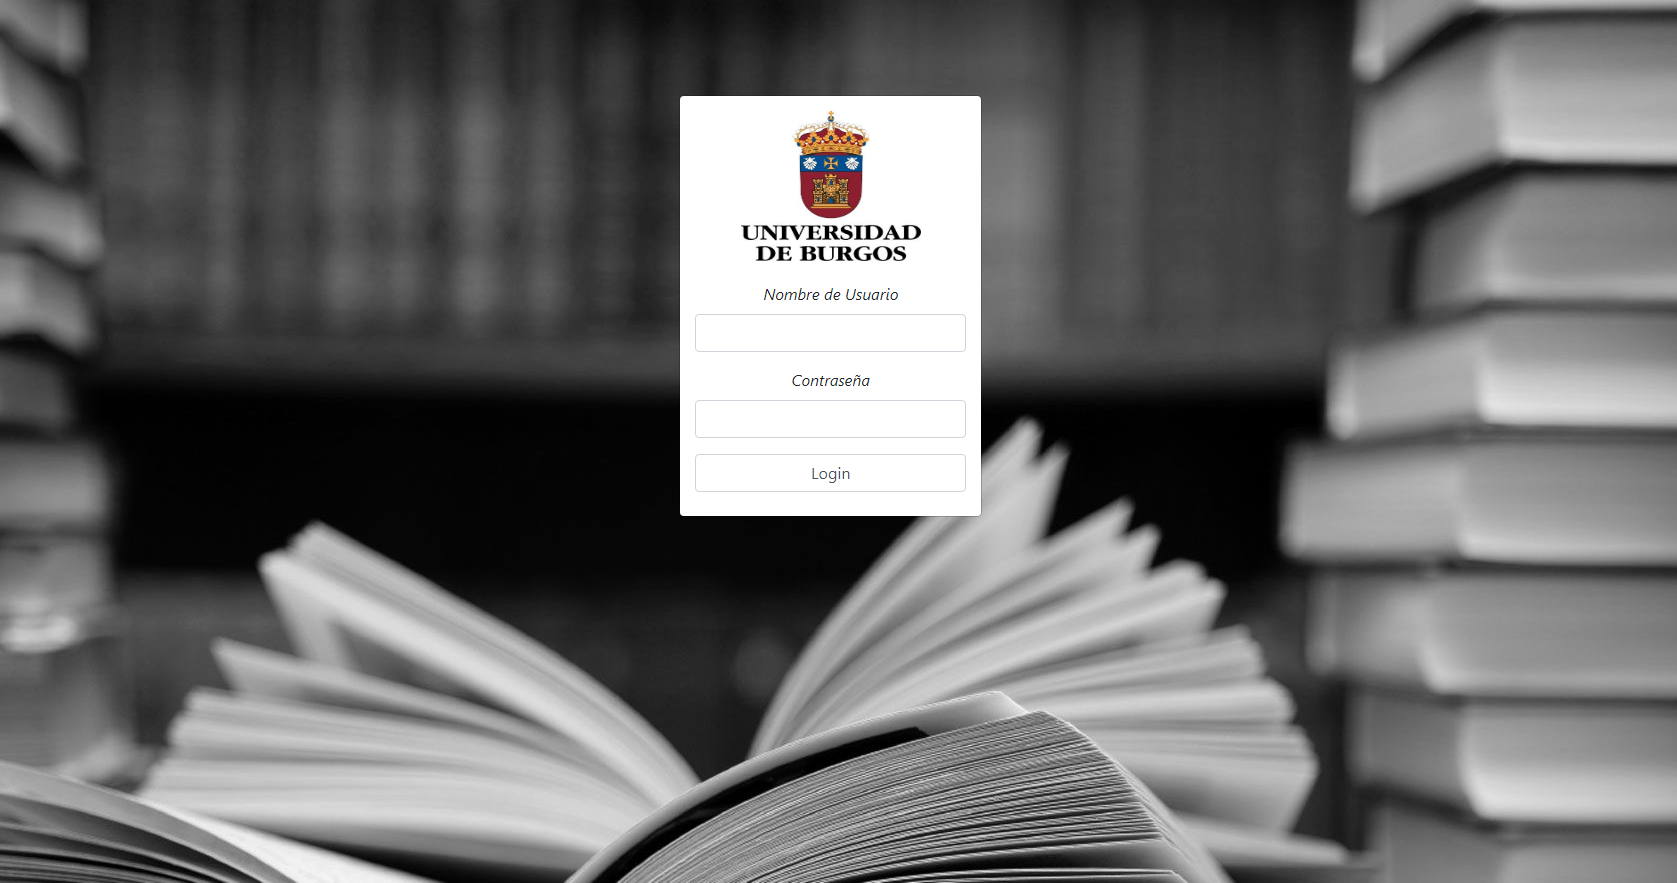 UNIVERSIDAD
DE BURGOS
Nombre de Usuario
Contraseña
Login